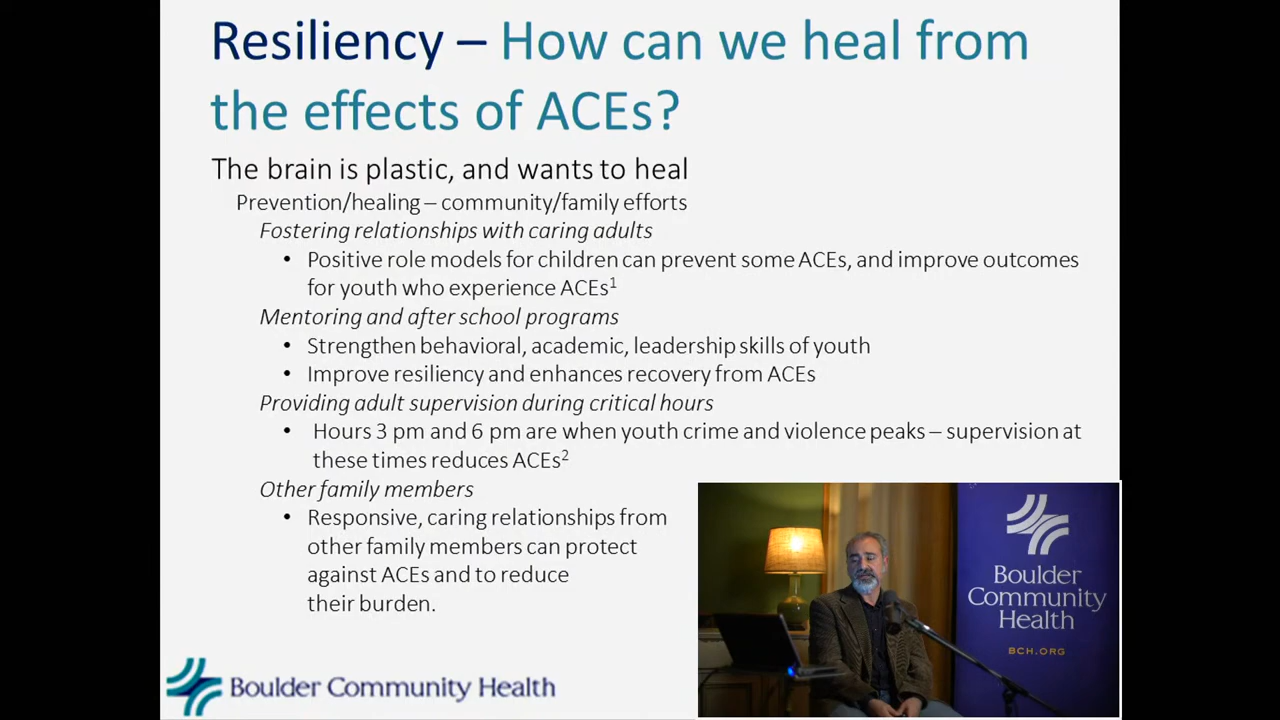 Resiliency – How can we heal from
the effects of ACEs?
The brain is plastic, and wants to heal
Prevention/healing – community/family efforts
Fostering relationships with caring adults
• Positive role models for children can prevent some ACEs, and improve outcomes
for youth who experience ACEs¹
Mentoring and after school programs
• Strengthen behavioral, academic, leadership skills of youth
• Improve resiliency and enhances recovery from ACEs
Providing adult supervision during critical hours
• Hours 3 pm and 6 pm are when youth crime and violence peaks – supervision at
these times reduces ACEs²
Other family members
• Responsive, caring relationships from
other family members can protect
against ACEs and to reduce
their burden.
Boulder Community Health
Boulder
Community
Health
BCH.ORG